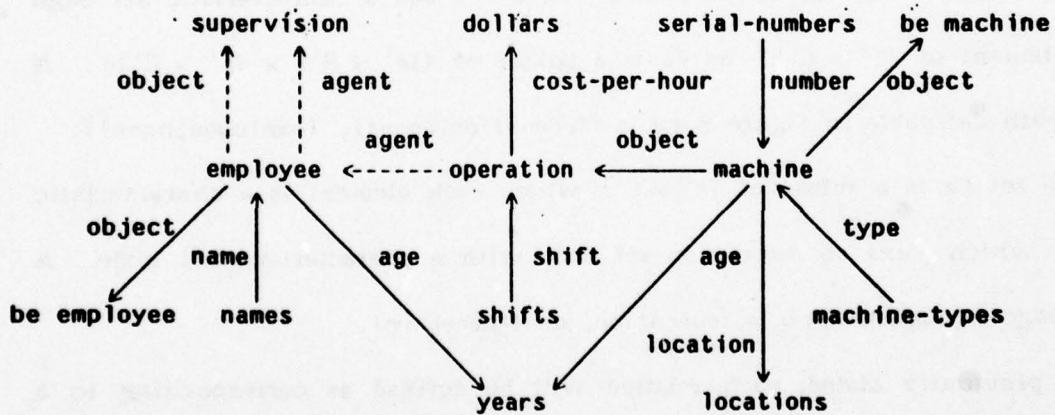 supervision dollars serial-numbers be machine
object agent cost-per-hour number object
agent object
employee operation machine
object type
name age shift age
be employee names shifts machine-types
location
years locations